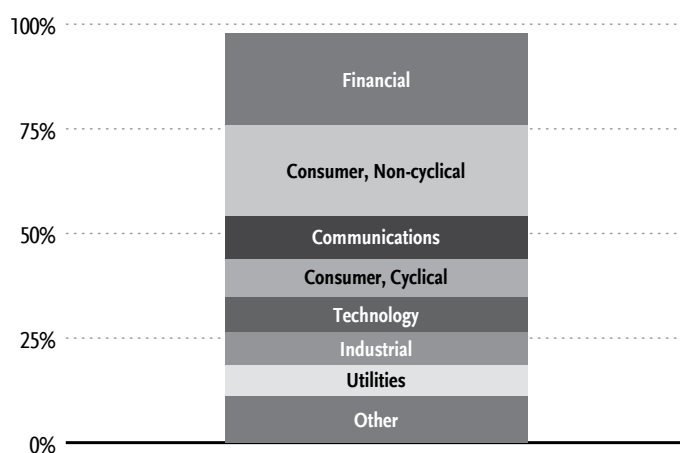 100%
Financial
75%
Consumer, Non-cyclical
50%
Communications
Consumer, Cyclical
Technology
25%
Industrial
Utilities
Other
0%